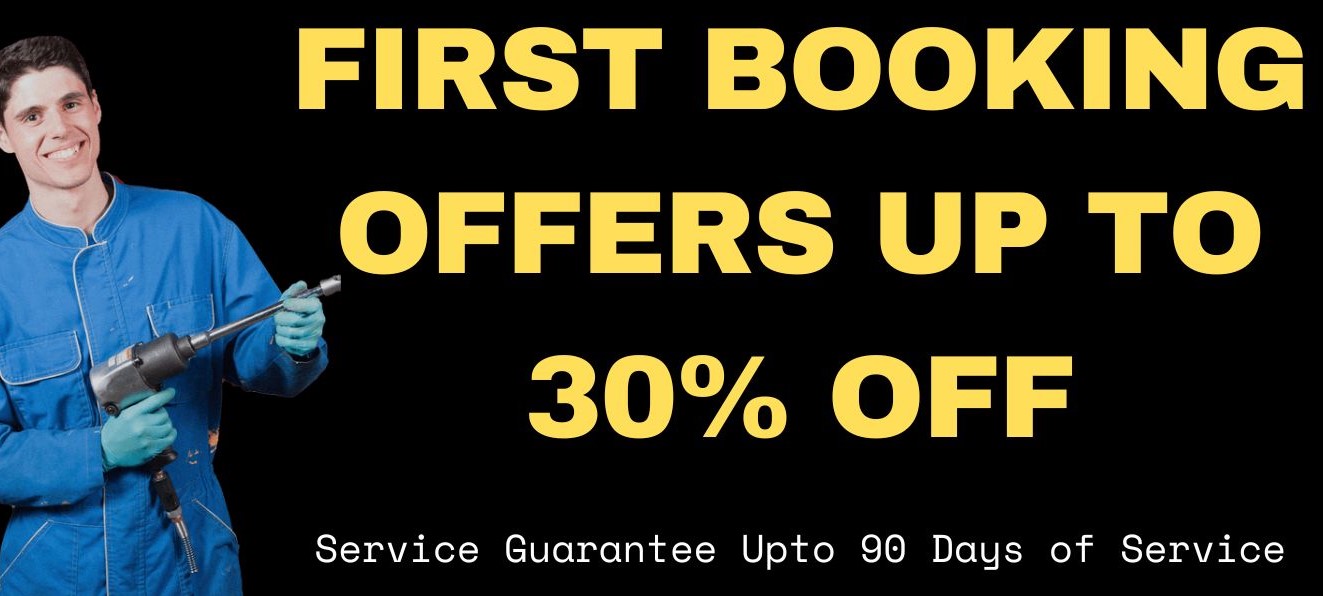 FIRST BOOKING
OFFERS UP TO
30% OFF
Service Guarantee Upto 90 Days of Service